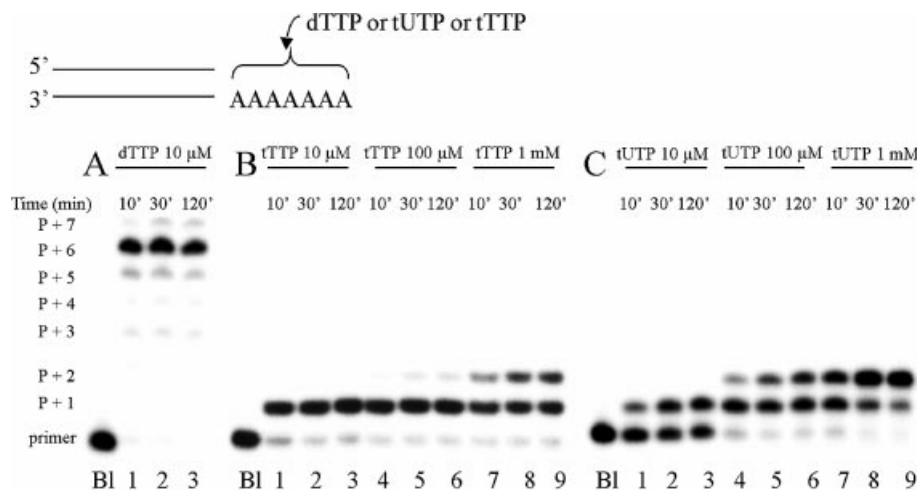 dTTP or tUTP or tTTP
5’
3’ AAAAAAA
A dTTP 10 μM B tTTP 10 μM tTTP 100 μM tTTP 1 mM C tUTP 10 μM tUTP 100 μM tUTP 1 mM
Time (min) 10’ 30’ 120’ 10’ 30’ 120’ 10’ 30’ 120’ 10’ 30’ 120’ 10’ 30’ 120’ 10’ 30’ 120’ 10’ 30’ 120’
P + 7
P + 6
P + 5
P + 4
P + 3
P + 2
P + 1
primer
Bl 1 2 3 Bl 1 2 3 4 5 6 7 8 9 Bl 1 2 3 4 5 6 7 8 9